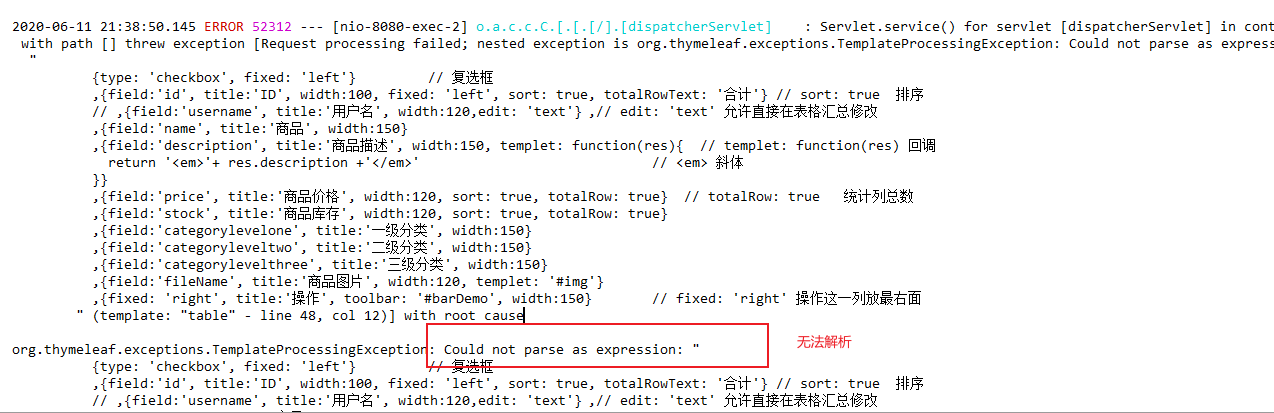 2020-06-11 21:38:50.145 ERROR 52312 --- [nio-8080-exec-2] o.a.c.c.C.[.[.[/].[dispatcherServlet]    : Servlet.service() for servlet [dispatcherServlet] in cont
with path [] threw exception [Request processing failed; nested exception is org.thymeleaf.exceptions.TemplateProcessingException: Could not parse as express
"
{type: 'checkbox', fixed: 'left'}         // 复选框
,{field:'id', title:'ID', width:100, fixed: 'left', sort: true, totalRowText: '合计'} // sort: true  排序
// ,{field:'username', title:'用户名', width:120,edit: 'text'} ,// edit: 'text' 允许直接在表格汇总修改
,{field:'name', title:'商品', width:150}
,{field:'description', title:'商品描述', width:150, templet: function(res){  // templet: function(res) 回调
return '<em>'+ res.description +'</em>'                              // <em> 斜体
}}
,{field:'price', title:'商品价格', width:120, sort: true, totalRow: true}  // totalRow: true   统计列总数
,{field:'stock', title:'商品库存', width:120, sort: true, totalRow: true}
,{field:'categorylevelone', title:'一级分类', width:150}
,{field:'categoryleveltwo', title:'二级分类', width:150}
,{field:'categorylevelthree', title:'三级分类', width:150}
,{field:'fileName', title:'商品图片', width:120, templet: '#img'}
,{fixed: 'right', title:'操作', toolbar: '#barDemo', width:150}       // fixed: 'right' 操作这一列放最右面
" (template: "table" - line 48, col 12)] with root cause
org.thymeleaf.exceptions.TemplateProcessingException: Could not parse as expression: "
无法解析
{type: 'checkbox', fixed: 'left'}         // 复选框
,{field:'id', title:'ID', width:100, fixed: 'left', sort: true, totalRowText: '合计'} // sort: true  排序
// ,{field:'username', title:'用户名', width:120,edit: 'text'} ,// edit: 'text' 允许直接在表格汇总修改